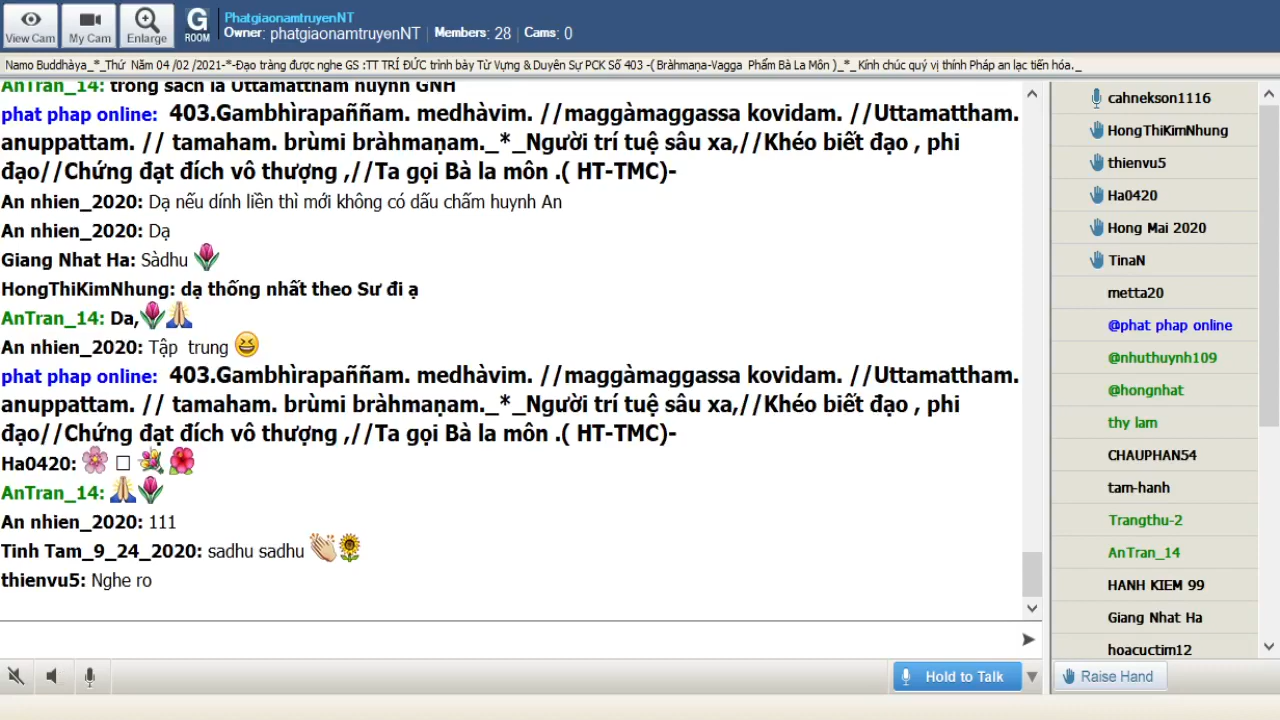 View Cam
My Cam
Enlarge
G
ROOM
PhatgiaonamtruyenNT
Owner: phatgiaonamtruyenNT Members: 28 Cams: 0
Namo Buddhàya_*_Thứ Năm 04 /02 /2021-*-Đạo tràng được nghe GS :TT TRÍ ĐỨC trình bày Từ Vựng & Duyên Sự PCK Số 403 -( Bràhmaṇa-Vagga Phẩm Bà La Môn )_*_ Kính chúc quý vị thính Pháp an lạc tiến hóa._
AnTran_14: trong sách là Uttamattham huynh GNH
phat phap online: 403.Gambhìrapaññam. medhàvim. //maggàmaggassa kovidam. //Uttamattham.
anuppattam. // tamaham. brùmi bràhmaṇam._*_Người trí tuệ sâu xa,//Khéo biết đạo , phi
đạo//Chứng đạt đích vô thượng ,//Ta gọi Bà la môn .( HT-TMC)-
An nhien_2020: Dạ nếu dính liền thì mới không có dấu chấm huynh An
An nhien_2020: Dạ
Giang Nhat Ha: Sàdhu
HongThiKimNhung: dạ thống nhất theo Sư đi ạ
AnTran_14: Da,
An nhien_2020: Tập trung
phat phap online: 403.Gambhìrapaññam. medhàvim. //maggàmaggassa kovidam. //Uttamattham.
anuppattam. // tamaham. brùmi bràhmaṇam._*_Người trí tuệ sâu xa,//Khéo biết đạo , phi
đạo//Chứng đạt đích vô thượng ,//Ta gọi Bà la môn .( HT-TMC)-
Ha0420:
AnTran_14:
An nhien_2020: 111
Tinh Tam_9_24_2020: sadhu sadhu
thienvu5: Nghe ro
Hold to Talk
cahnekson1116
HongThiKimNhung
thienvu5
Ha0420
Hong Mai 2020
TinaN
metta20
@phat phap online
@nhuthuynh109
@hongnhat
thy lam
CHAUPHAN54
tam-hanh
Trangthu-2
AnTran_14
HANH KIEM 99
Giang Nhat Ha
hoacuctim12
Raise Hand